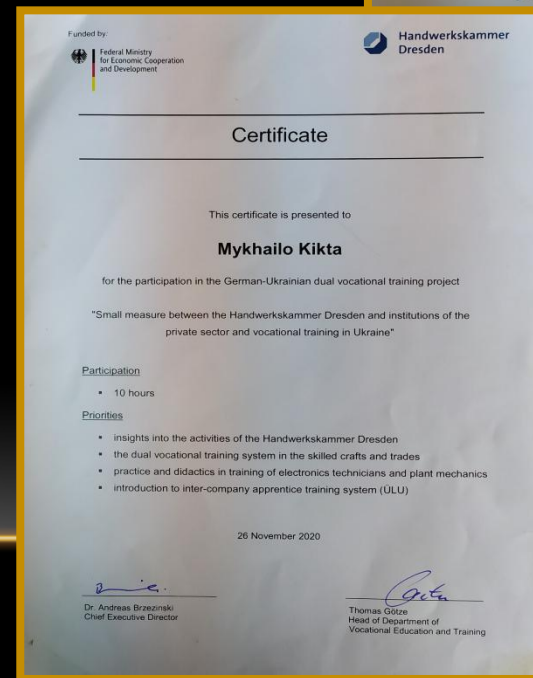 Funded by:
Federal Ministry
for Economic Cooperation
and Development
Handwerkskammer
Dresden
Certificate
This certificate is presented to
Mykhailo Kikta
for the participation in the German-Ukrainian dual vocational training project
"Small measure between the Handwerkskammer Dresden and institutions of the
private sector and vocational training in Ukraine"
Participation
▪ 10 hours
Priorities
▪ insights into the activities of the Handwerkskammer Dresden
▪ the dual vocational training system in the skilled crafts and trades
▪ practice and didactics in training of electronics technicians and plant mechanics
▪ introduction to inter-company apprentice training system (ÜLU)
26 November 2020
Dr. Andreas Brzezinski
Chief Executive Director
Thomas Götze
Head of Department of
Vocational Education and Training